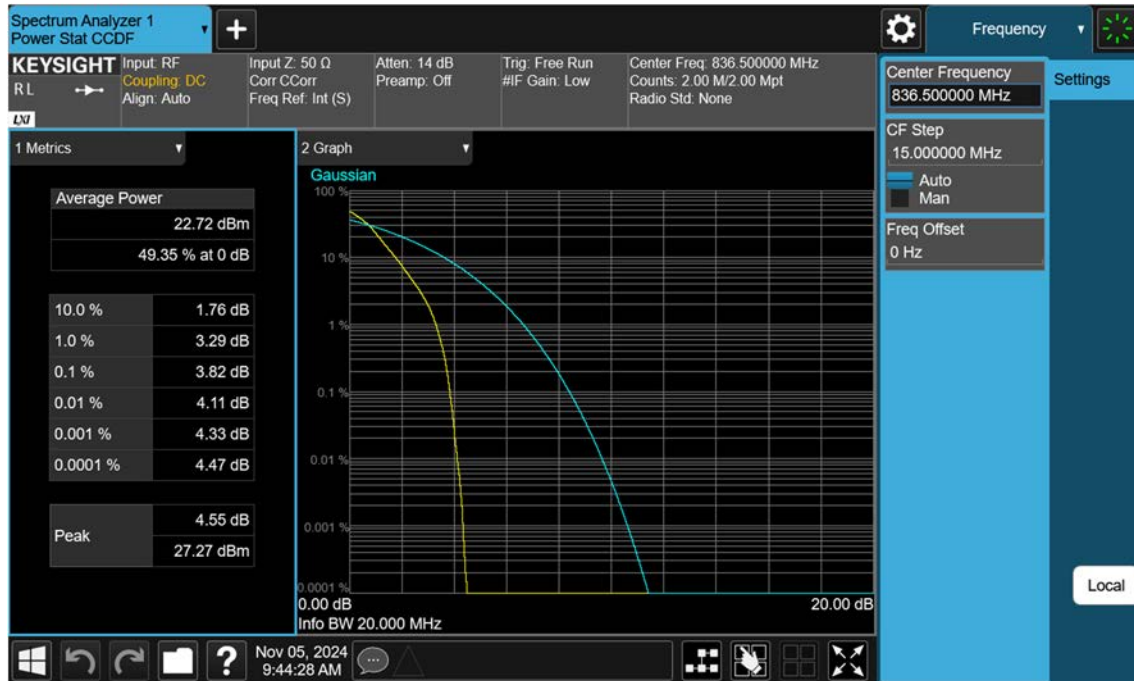 Spectrum Analyzer 1
Power Stat CCDF
Frequency
KEYSIGHT
RL
LXI
Input: RF
Coupling: DC
Align: Auto
Input Z: 50 Ω
Corr CCorr
Freq Ref: Int (S)
Atten: 14 dB
Preamp: Off
Trig: Free Run
#IF Gain: Low
Center Freq: 836.500000 MHz
Counts: 2.00 M/2.00 Mpt
Radio Std: None
Center Frequency
836.500000 MHz
Settings
CF Step
15.000000 MHz
Auto
Man
Freq Offset
0 Hz
1 Metrics
Average Power
22.72 dBm
49.35 % at 0 dB
10.0 % 1.76 dB
1.0 % 3.29 dB
0.1 % 3.82 dB
0.01 % 4.11 dB
0.001 % 4.33 dB
0.0001 % 4.47 dB
Peak
4.55 dB
27.27 dBm
2 Graph
Gaussian
100 %
10 %
1 %
0.1 %
0.01 %
0.001 %
0.0001 %
0.00 dB 20.00 dB
Info BW 20.000 MHz
Local
?
Nov 05, 2024
9:44:28 AM